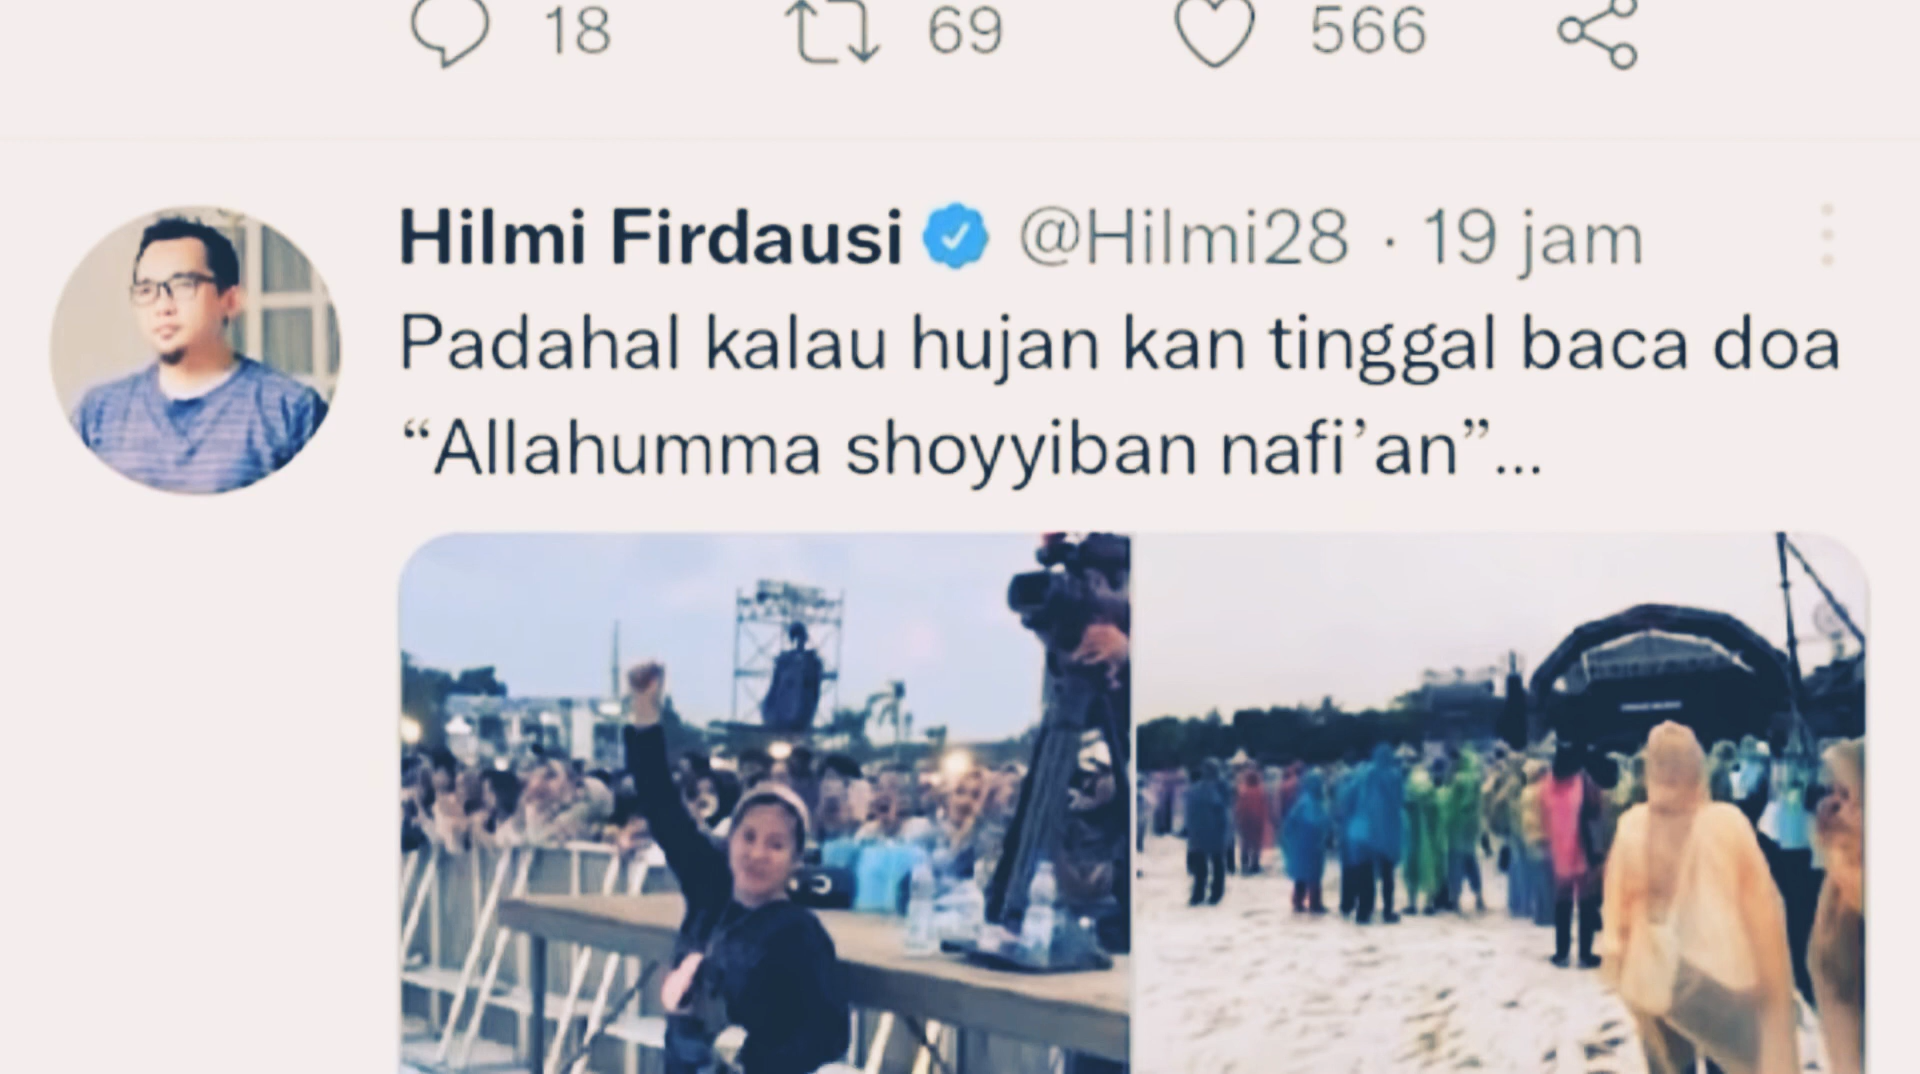 18 69 566
Hilmi Firdausi @Hilmi28 · 19 jam
Padahal kalau hujan kan tinggal baca doa
“Allahumma shoyyiban nafi’an”...